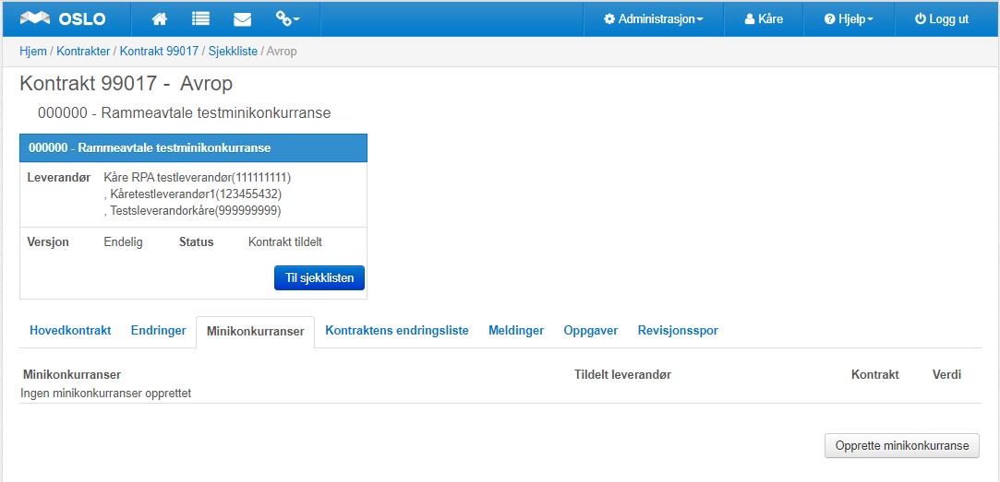 OSLO Administrasjon Kåre Hjelp Logg ut
Hjem / Kontrakter / Kontrakt 99017 / Sjekkliste / Avrop
Kontrakt 99017 - Avrop
000000 - Rammeavtale testminikonkurranse
000000 - Rammeavtale testminikonkurranse
Leverandør Kåre RPA testleverandør(111111111)
, Kåretestleverandør1(123455432)
, Testsleverandorkåre(999999999)
Versjon Endelig Status Kontrakt tildelt
Til sjekklisten
Hovedkontrakt Endringer Minikonkurranser Kontraktens endringsliste Meldinger Oppgaver Revisjonsspor
Minikonkurranser Tildelt leverandør Kontrakt Verdi
Ingen minikonkurranser opprettet
Opprette minikonkurranse